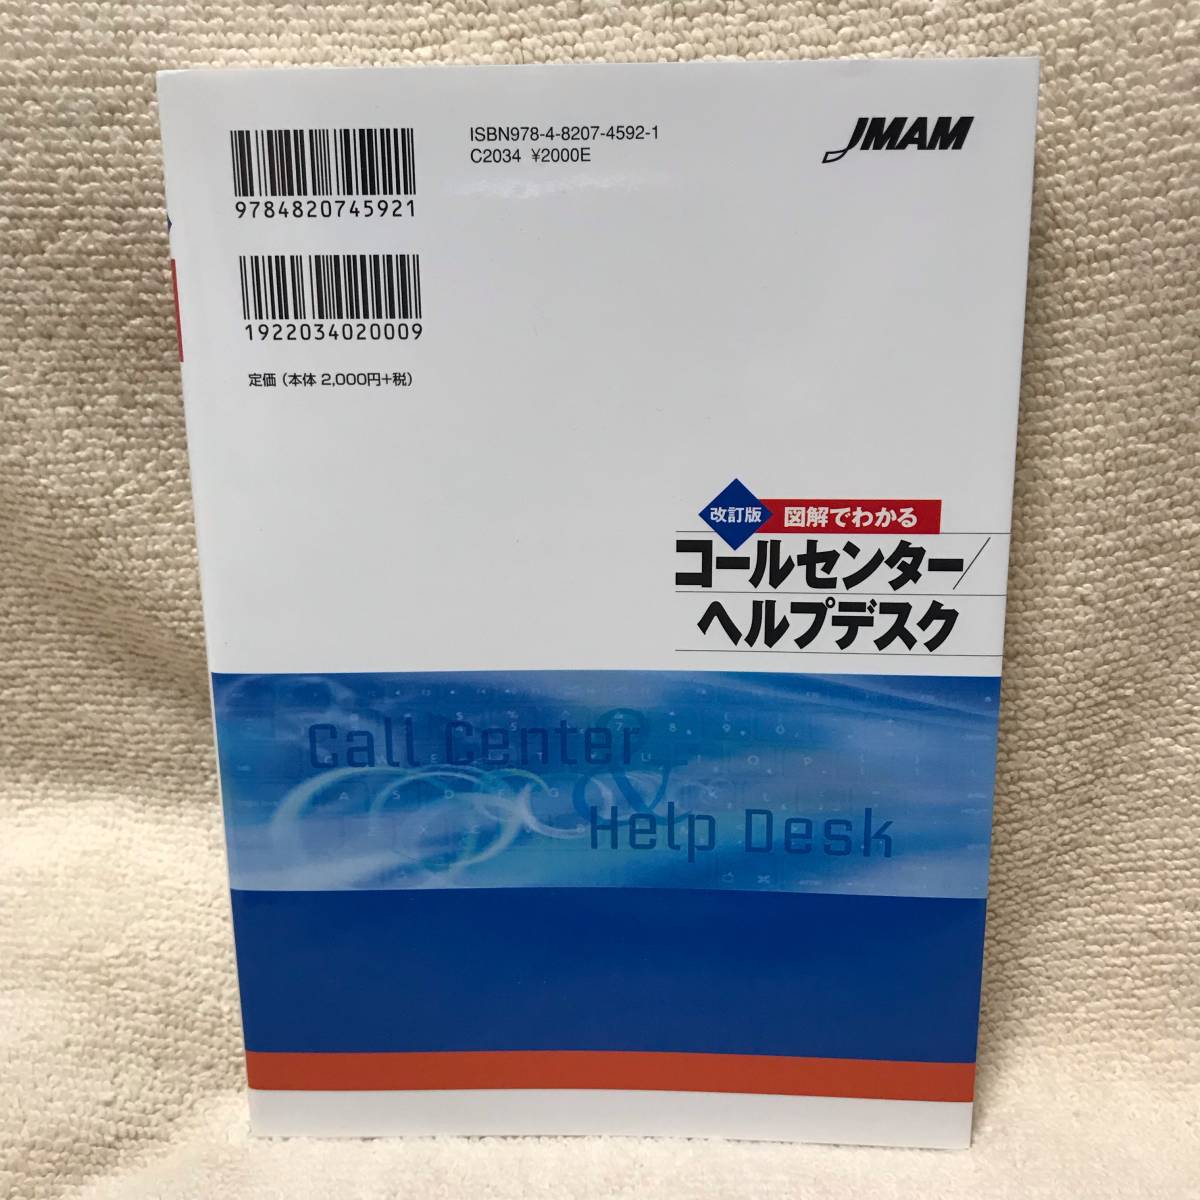 9784820745921
ISBN978-4-8207-4592-1
C2034 ¥2000E
JMAM
1922034020009
定価(本体 2,000円+税)
改訂版 図解でわかる
コールセンター/
ヘルプデスク
Call Center
&
Help Desk